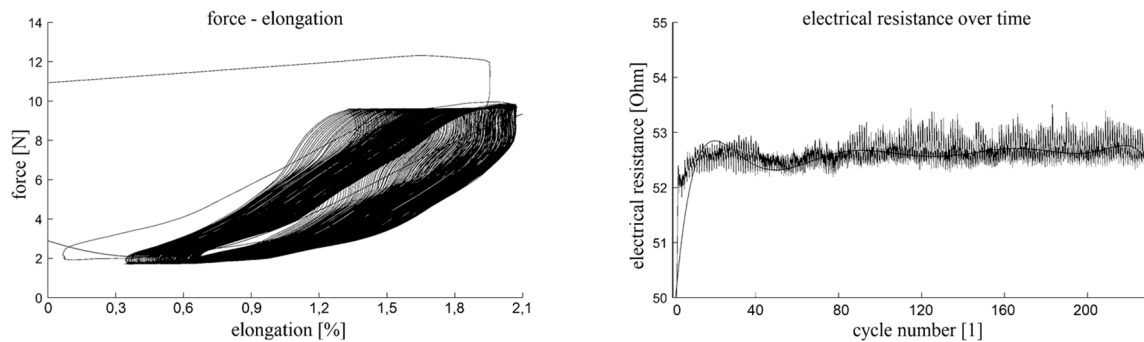 force - elongation
14
12
10
8
6
4
2
0
force [N]
0 0,3 0,6 0,9 1,2 1,5 1,8 2,1
elongation [%]
electrical resistance over time
55
54
53
52
51
50
electrical resistance [Ohm]
0 40 80 120 160 200
cycle number [1]